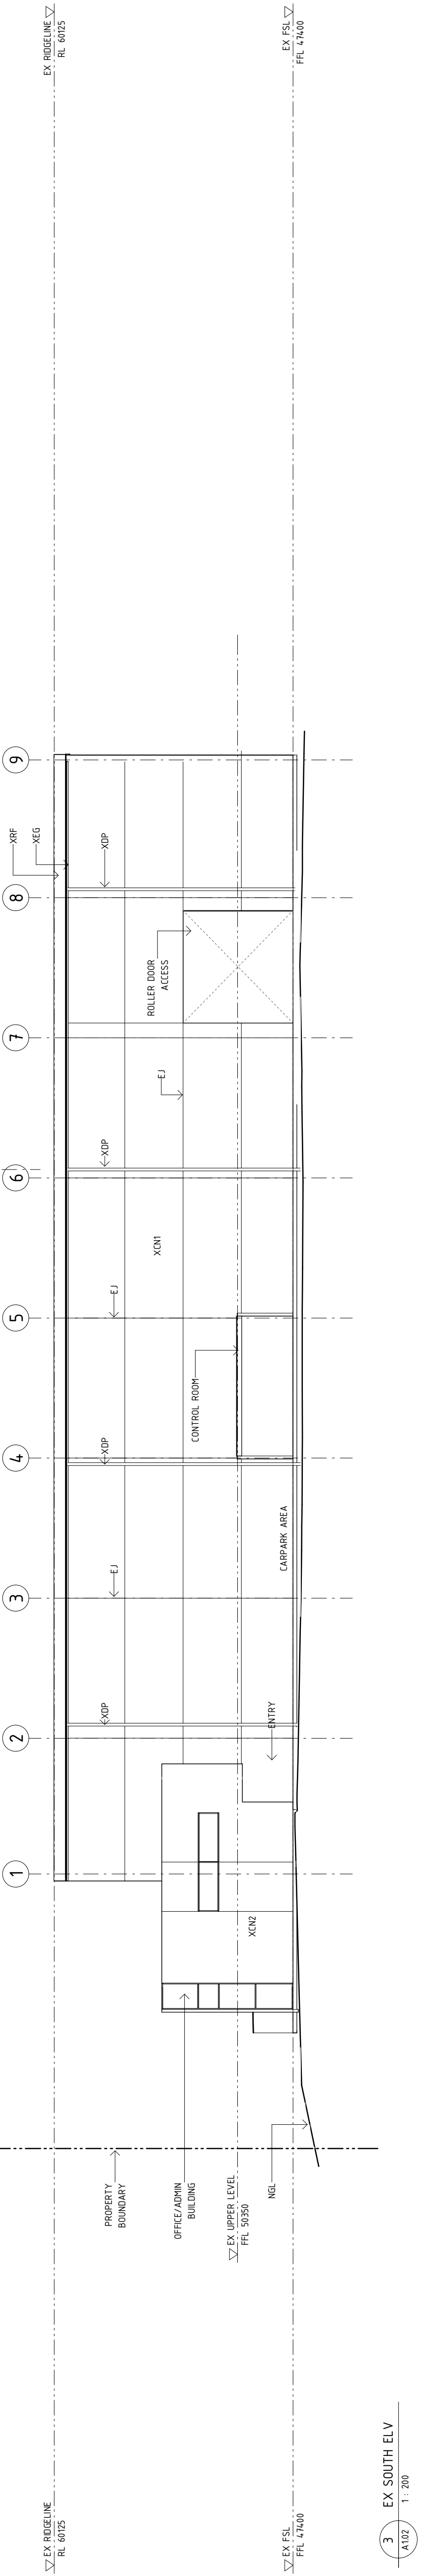 EX RIDGELINE
RL 60125
EX FSL
FFL 47400
1
2
3
4
5
6
7
8
9
XRF
XEG
XDP
XDP
XDP
XDP
EJ
EJ
EJ
ROLLER DOOR
ACCESS
XCN1
CONTROL ROOM
CARPARK AREA
ENTRY
XCN2
PROPERTY
BOUNDARY
OFFICE/ADMIN
BUILDING
EX UPPER LEVEL
FFL 50350
NGL
EX RIDGELINE
RL 60125
EX FSL
FFL 47400
3
A1.02
EX SOUTH ELV
1 : 200